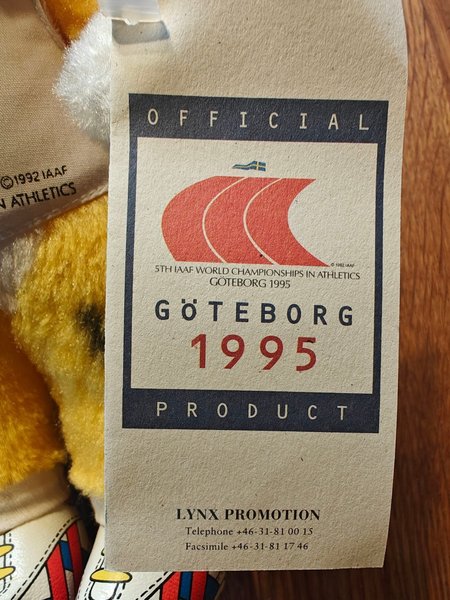 ©1992 IAAF
N ATHLETICS
OFFICIAL
© 1992 IAAF
5TH IAAF WORLD CHAMPIONSHIPS IN ATHLETICS
GÖTEBORG 1995
GÖTEBORG
1995
PRODUCT
LYNX PROMOTION
Telephone +46-31-81 00 15
Facsimile +46-31-81 17 46